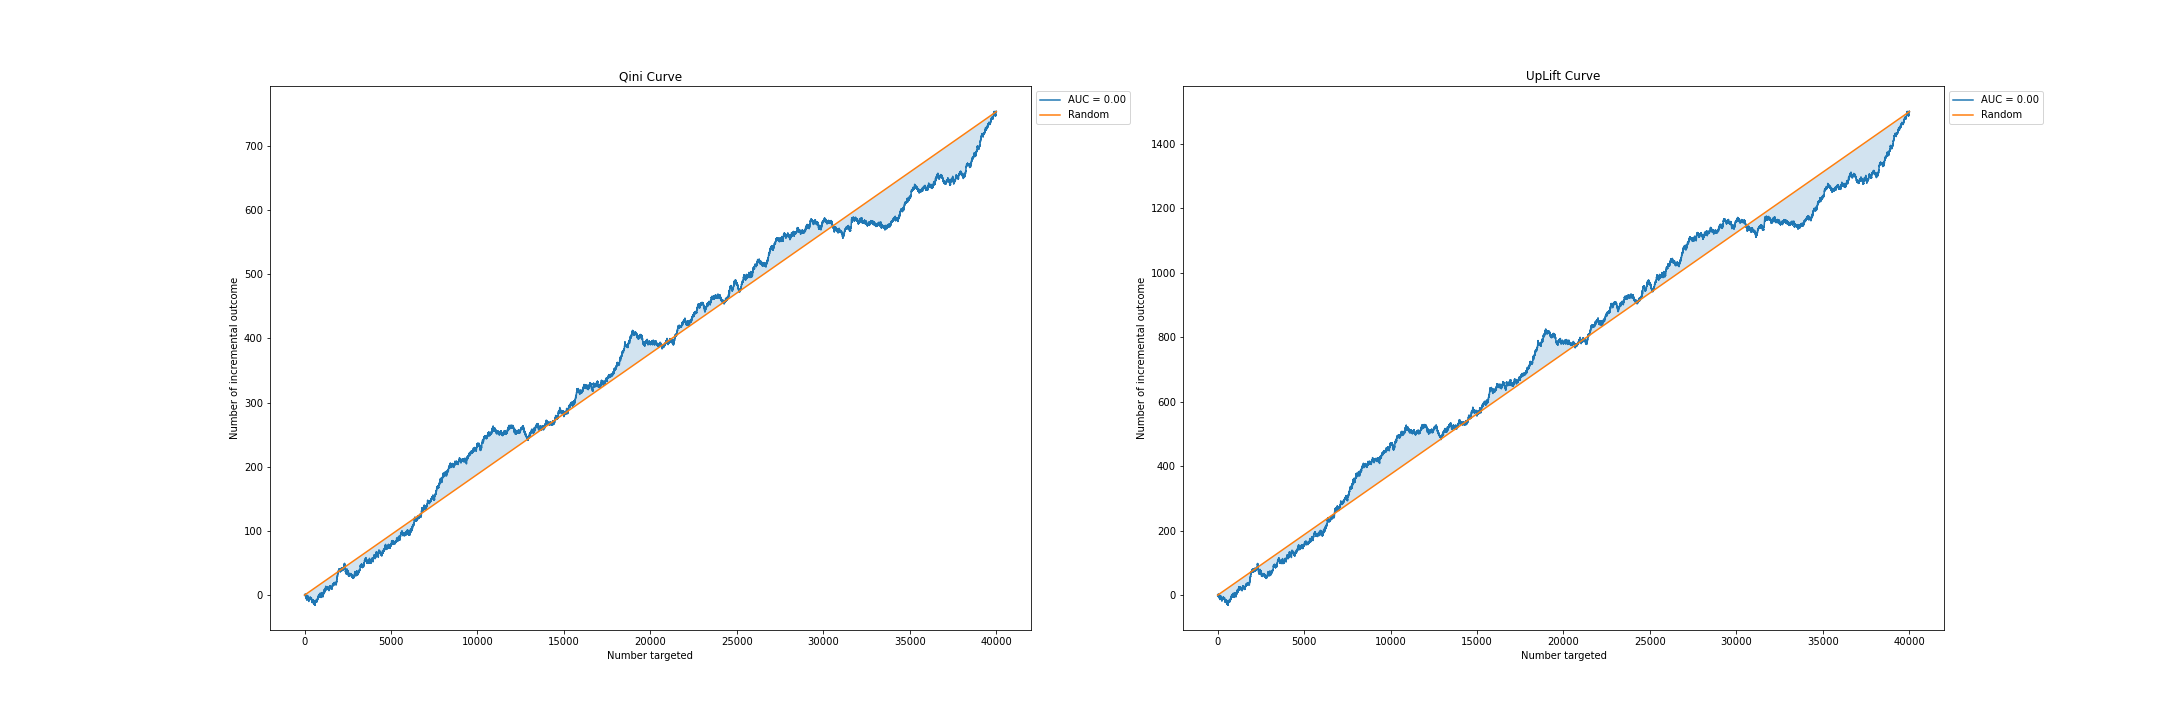 Qini Curve
AUC = 0.00
Random
700
600
500
400
300
200
100
0
Number of incremental outcome
0 5000 10000 15000 20000 25000 30000 35000 40000
Number targeted
UpLift Curve
AUC = 0.00
Random
1400
1200
1000
800
600
400
200
0
Number of incremental outcome
0 5000 10000 15000 20000 25000 30000 35000 40000
Number targeted